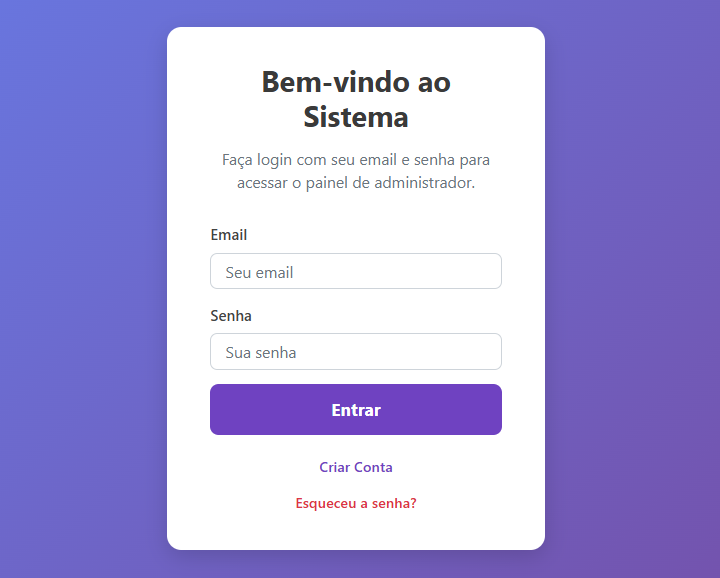 Bem-vindo ao
Sistema
Faça login com seu email e senha para
acessar o painel de administrador.
Email
Seu email
Senha
Sua senha
Entrar
Criar Conta
Esqueceu a senha?